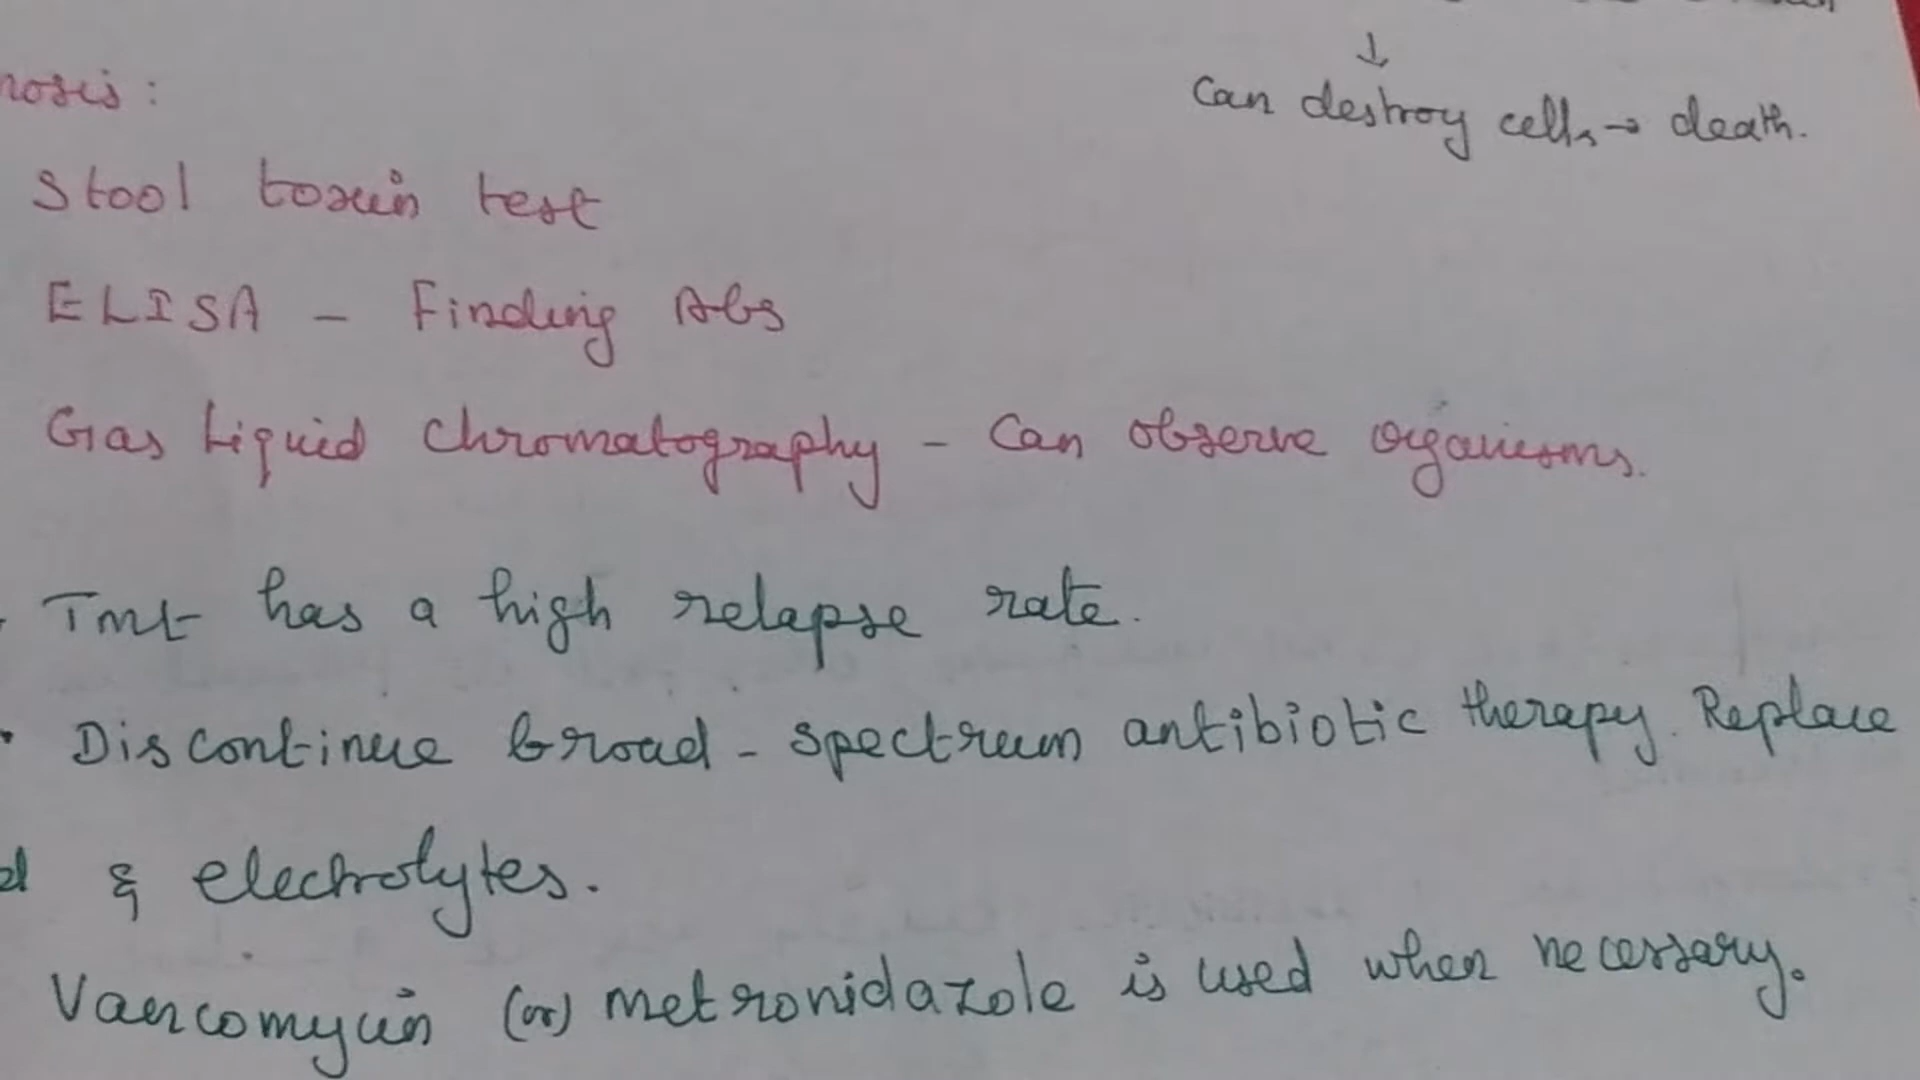 ↓
nosis:
Can destroy cells → death.
Stool toxin test
ELISA - Finding Abs
Gas Liquid Chromatography - Can observe organisms.
Tmt has a high relapse rate.
• Discontinue broad-spectrum antibiotic therapy. Replace
d & electrolytes.
Vancomycin (or) metronidazole is used when necessary.